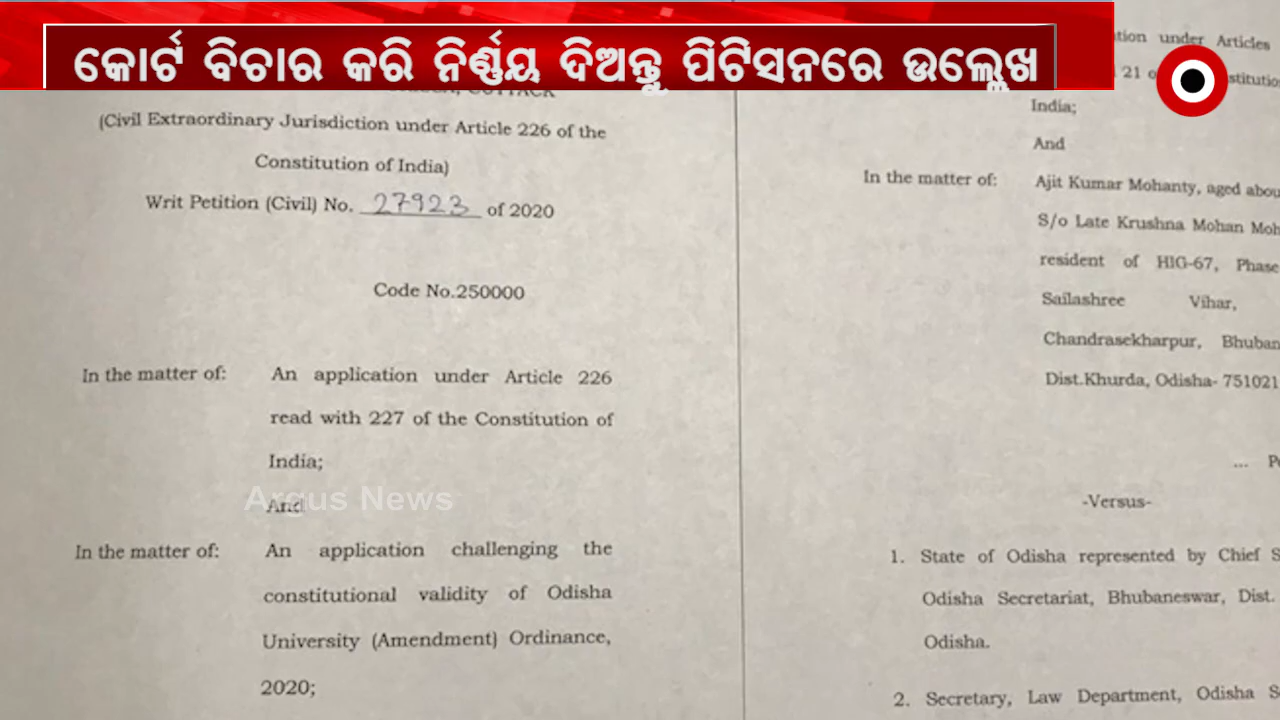 କୋର୍ଟ ବିଚାର କରି ନିର୍ଣ୍ଣୟ ଦିଅନ୍ତୁ ପିଟିସନରେ ଉଲ୍ଲେଖ
(Civil Extraordinary Jurisdiction under Article 226 of the
Constitution of India)
Writ Petition (Civil) No. 27923 of 2020
Code No.250000
In the matter of: An application under Article 226
read with 227 of the Constitution of
India;
And
Argus News
In the matter of: An application challenging the
constitutional validity of Odisha
University (Amendment) Ordinance,
2020;
under Articles
21
India;
And
In the matter of: Ajit Kumar Mohanty, aged
S/o Late Krushna Mohan
resident of HIG-67, Phase
Sailashree Vihar,
Chandrasekharpur,
Dist.Khurda, Odisha- 751021
...
-Versus-
1. State of Odisha represented by Chief
Odisha Secretariat, Bhubaneswar, Dist.
Odisha.
2. Secretary, Law Department, Odisha